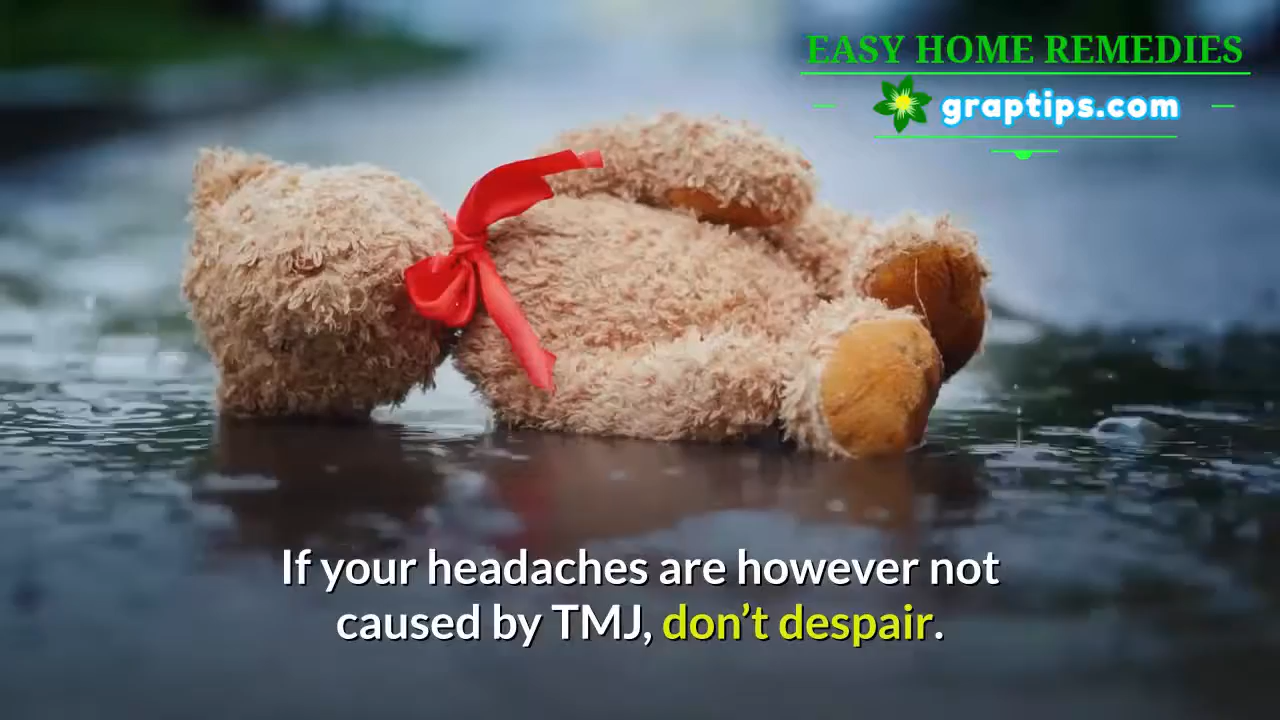 EASY HOME REMEDIES
graptips.com
If your headaches are however not
caused by TMJ, don’t despair.